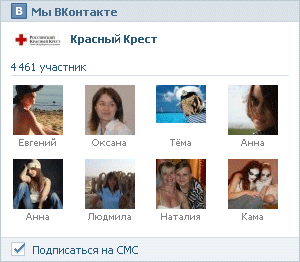 В Мы ВКонтакте
РОССИЙСКИЙ
КРАСНЫЙ КРЕСТ
Красный Крест
4 461 участник
Евгений Оксана Тёма Анна
Анна Людмила Наталия Кама
Подписаться на СМС